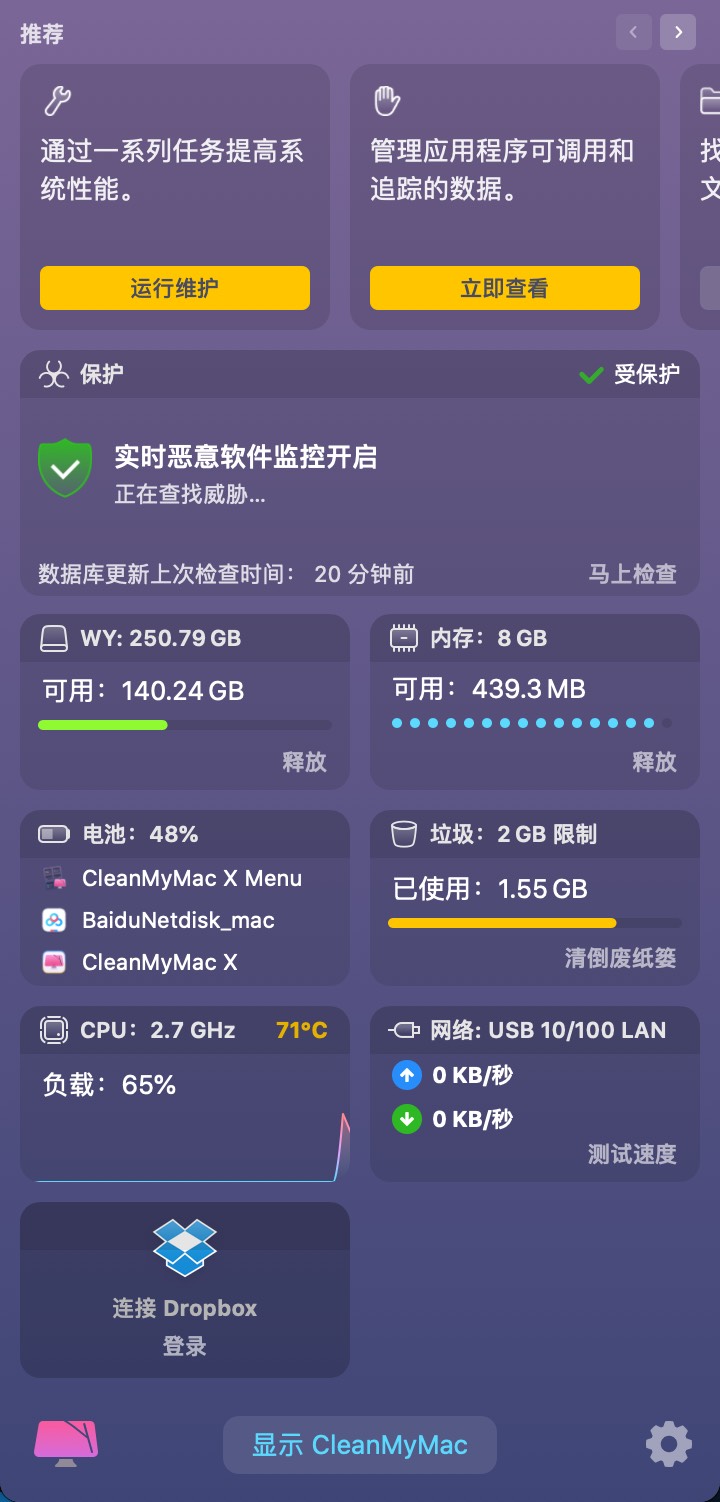 推荐
通过一系列任务提高系
统性能。
运行维护
管理应用程序可调用和
追踪的数据。
立即查看
找
文
保护
受保护
实时恶意软件监控开启
正在查找威胁...
数据库更新上次检查时间： 20 分钟前
马上检查
WY: 250.79 GB
可用：140.24 GB
释放
内存：8 GB
可用：439.3 MB
释放
电池：48%
CleanMyMac X Menu
BaiduNetdisk_mac
CleanMyMac X
垃圾：2 GB 限制
已使用：1.55 GB
清倒废纸篓
CPU：2.7 GHz
71°C
负载：65%
网络: USB 10/100 LAN
0 KB/秒
0 KB/秒
测试速度
连接 Dropbox
登录
显示 CleanMyMac